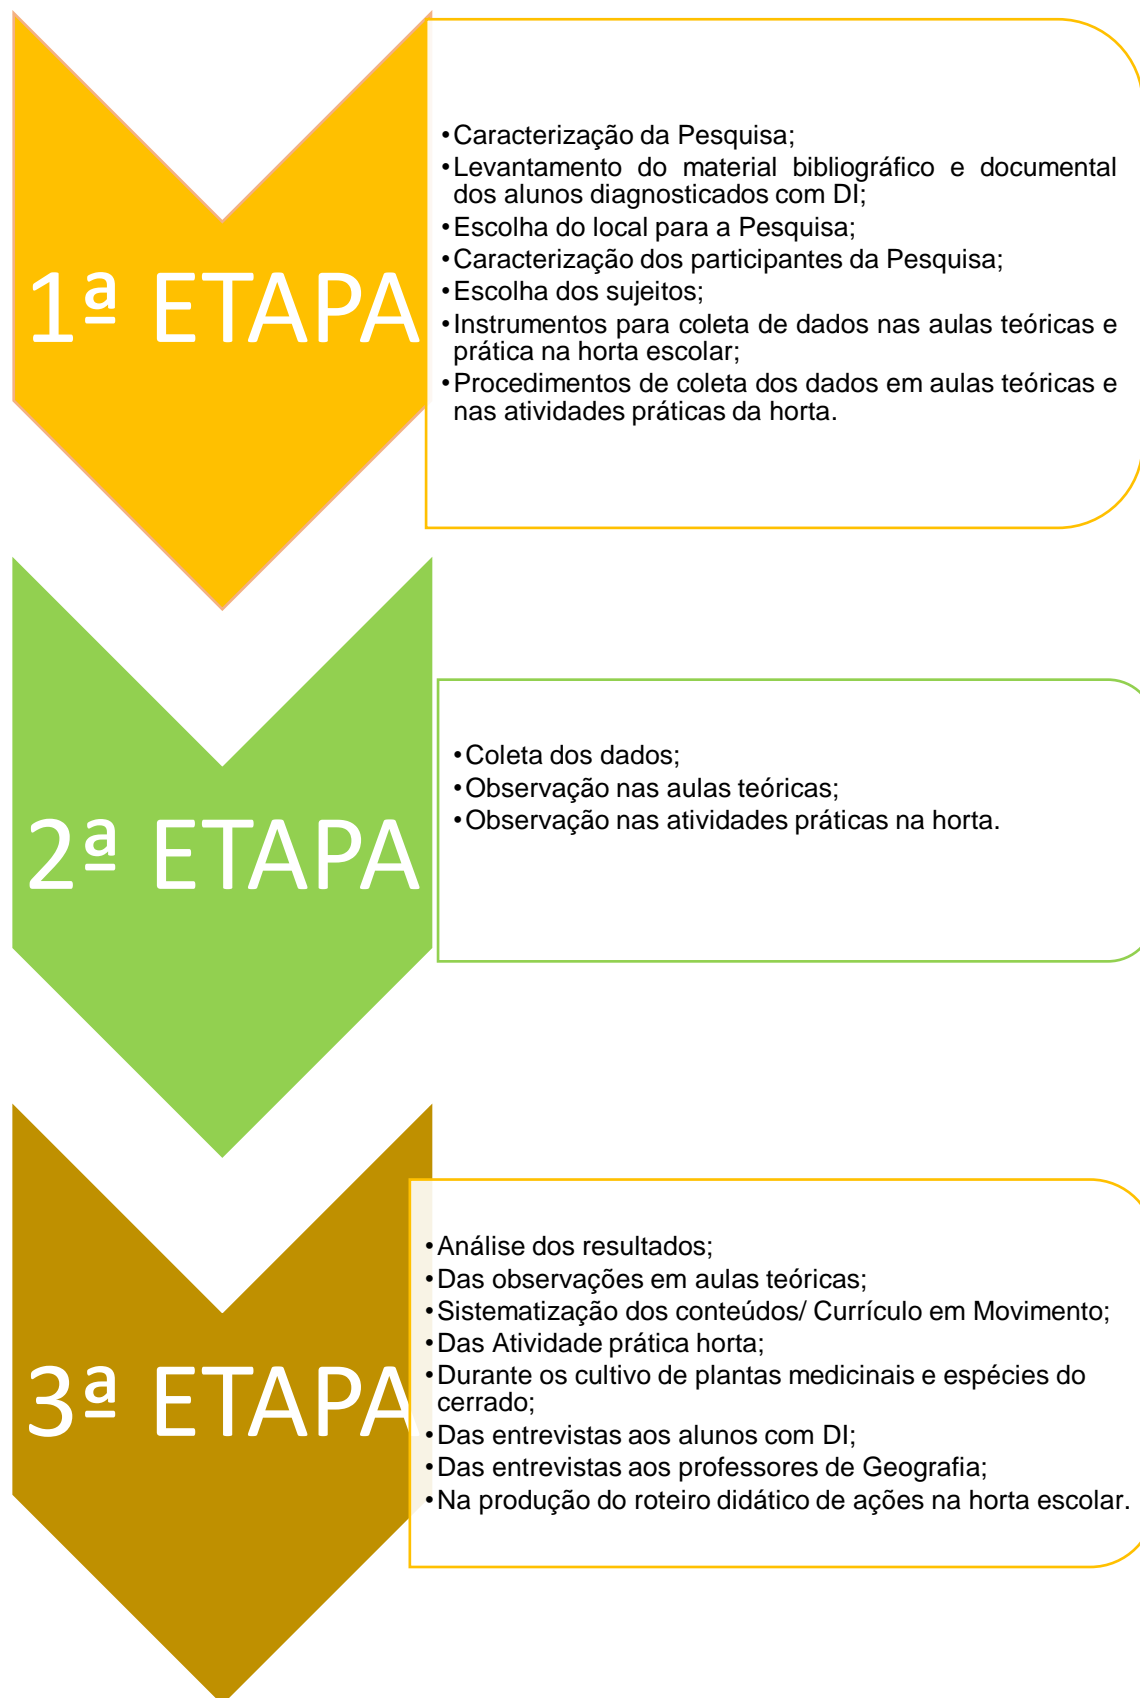 1ª ETAPA
•Caracterização da Pesquisa;
•Levantamento do material bibliográfico e documental
dos alunos diagnosticados com DI;
•Escolha do local para a Pesquisa;
•Caracterização dos participantes da Pesquisa;
•Escolha dos sujeitos;
•Instrumentos para coleta de dados nas aulas teóricas e
prática na horta escolar;
•Procedimentos de coleta dos dados em aulas teóricas e
nas atividades práticas da horta.
2ª ETAPA
•Coleta dos dados;
•Observação nas aulas teóricas;
•Observação nas atividades práticas na horta.
3ª ETAPA
•Análise dos resultados;
•Das observações em aulas teóricas;
•Sistematização dos conteúdos/ Currículo em Movimento;
•Das Atividade prática horta;
•Durante os cultivo de plantas medicinais e espécies do
cerrado;
•Das entrevistas aos alunos com DI;
•Das entrevistas aos professores de Geografia;
•Na produção do roteiro didático de ações na horta escolar.